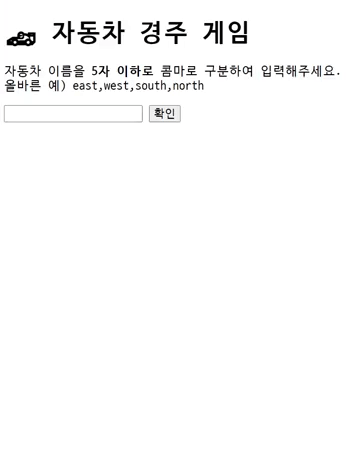 자동차 경주 게임
자동차 이름을 5자 이하로 콤마로 구분하여 입력해주세요.
올바른 예) east,west,south,north
확인